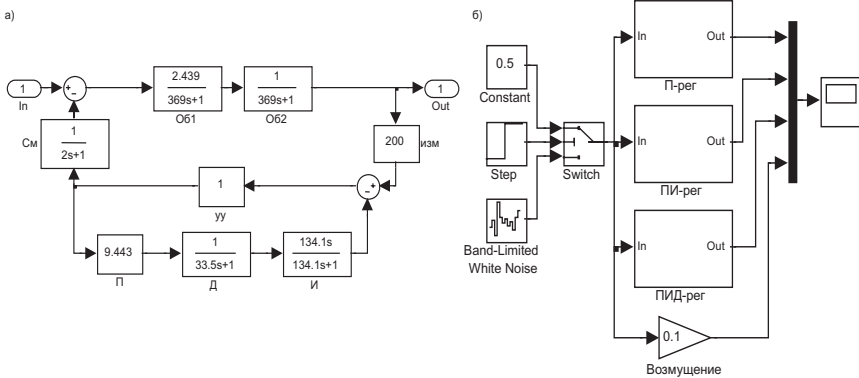 а)
1
In
+
−
2.439
369s+1
Об1
1
369s+1
Об2
1
Out
1
2s+1
См
200
изм
1
уу
−
+
9.443
П
1
33.5s+1
Д
134.1s
134.1s+1
И
б)
0.5
Constant
Step
Band-Limited
White Noise
Switch
In
Out
П-рег
In
Out
ПИ-рег
In
Out
ПИД-рег
0.1
Возмущение